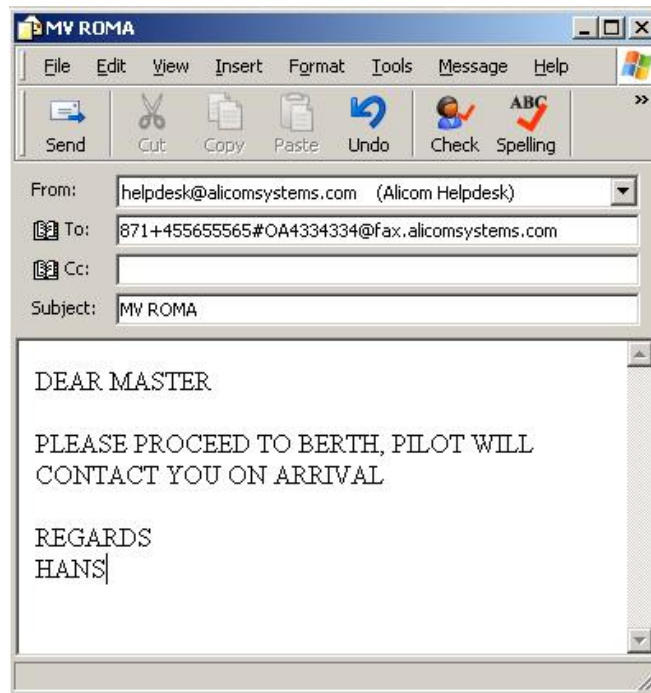 MV ROMA
File Edit View Insert Format Tools Message Help
ABC »
Send Cut Copy Paste Undo Check Spelling
From: helpdesk@alicomsystems.com (Alicom Helpdesk)
To: 871+455655565#OA4334334@fax.alicomsystems.com
Cc:
Subject: MV ROMA
DEAR MASTER
PLEASE PROCEED TO BERTH, PILOT WILL
CONTACT YOU ON ARRIVAL
REGARDS
HANS